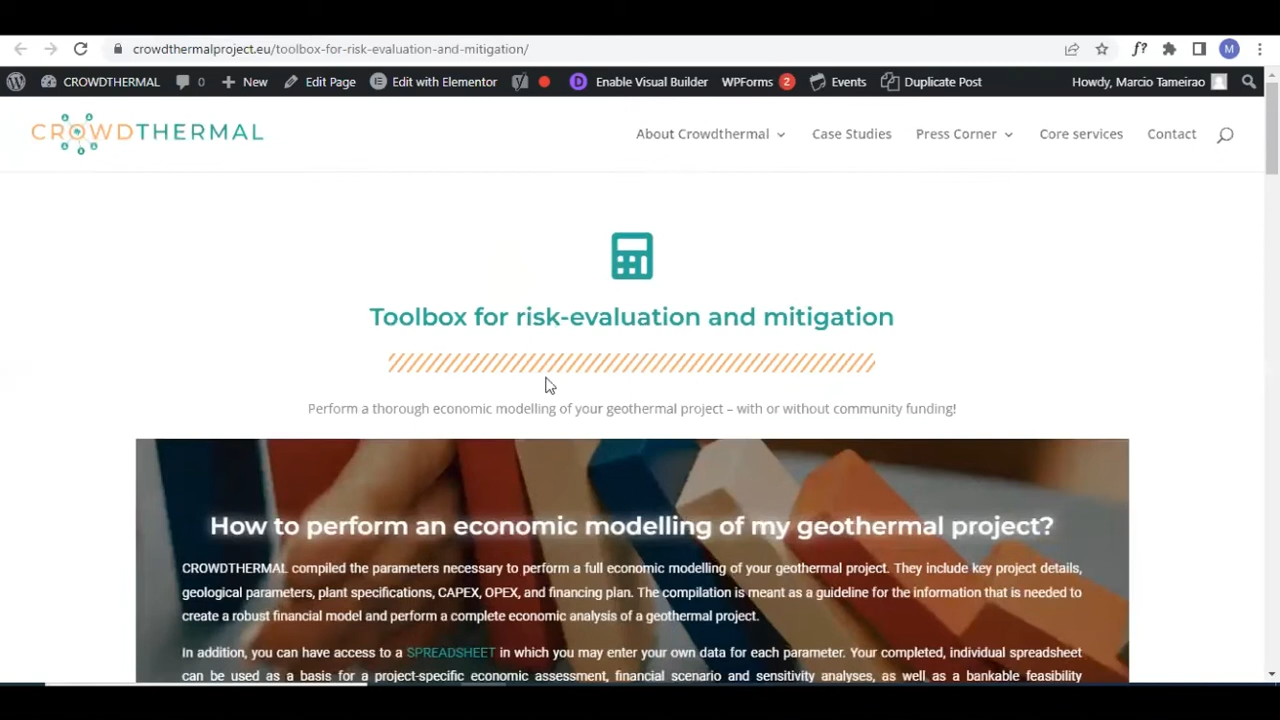 crowdthermalproject.eu/toolbox-for-risk-evaluation-and-mitigation/
f?
M
CROWDTHERMAL 0 New Edit Page Edit with Elementor D Enable Visual Builder WPForms 2 Events Duplicate Post Howdy, Marcio Tameirao
CROWDTHERMAL About Crowdthermal Case Studies Press Corner Core services Contact
Toolbox for risk-evaluation and mitigation
Perform a thorough economic modelling of your geothermal project – with or without community funding!
How to perform an economic modelling of my geothermal project?
CROWDTHERMAL compiled the parameters necessary to perform a full economic modelling of your geothermal project. They include key project details,
geological parameters, plant specifications, CAPEX, OPEX, and financing plan. The compilation is meant as a guideline for the information that is needed to
create a robust financial model and perform a complete economic analysis of a geothermal project.
In addition, you can have access to a SPREADSHEET in which you may enter your own data for each parameter. Your completed, individual spreadsheet
can be used as a basis for a project-specific economic assessment, financial scenario and sensitivity analyses, as well as a bankable feasibility